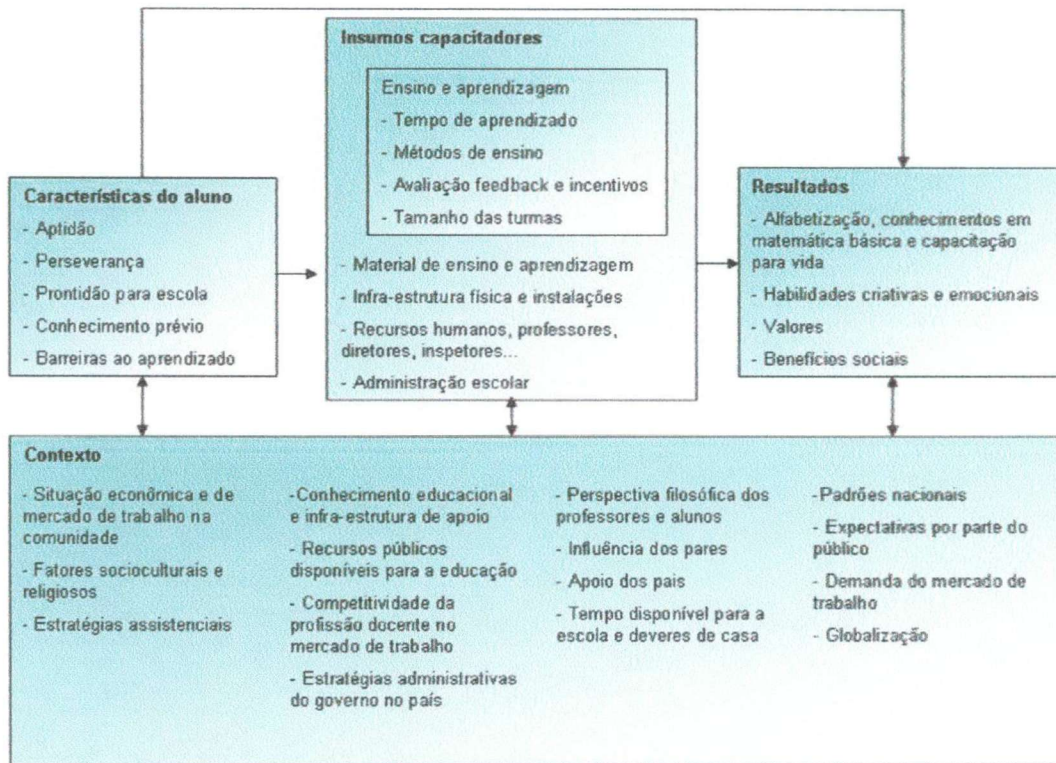 Insumos capacitadores
Ensino e aprendizagem
- Tempo de aprendizado
- Métodos de ensino
- Avaliação feedback e incentivos
- Tamanho das turmas
- Material de ensino e aprendizagem
- Infra-estrutura física e instalações
- Recursos humanos, professores,
diretores, inspetores...
- Administração escolar
Características do aluno
- Aptidão
- Perseverança
- Prontidão para escola
- Conhecimento prévio
- Barreiras ao aprendizado
Resultados
- Alfabetização, conhecimentos em
matemática básica e capacitação
para vida
- Habilidades criativas e emocionais
- Valores
- Benefícios sociais
Contexto
- Situação econômica e de
mercado de trabalho na
comunidade
- Fatores socioculturais e
religiosos
- Estratégias assistenciais
-Conhecimento educacional
e infra-estrutura de apoio
- Recursos públicos
disponíveis para a educação
- Competitividade da
profissão docente no
mercado de trabalho
- Estratégias administrativas
do governo no país
- Perspectiva filosófica dos
professores e alunos
- Influência dos pares
- Apoio dos pais
- Tempo disponível para a
escola e deveres de casa
-Padrões nacionais
- Expectativas por parte do
público
- Demanda do mercado de
trabalho
- Globalização